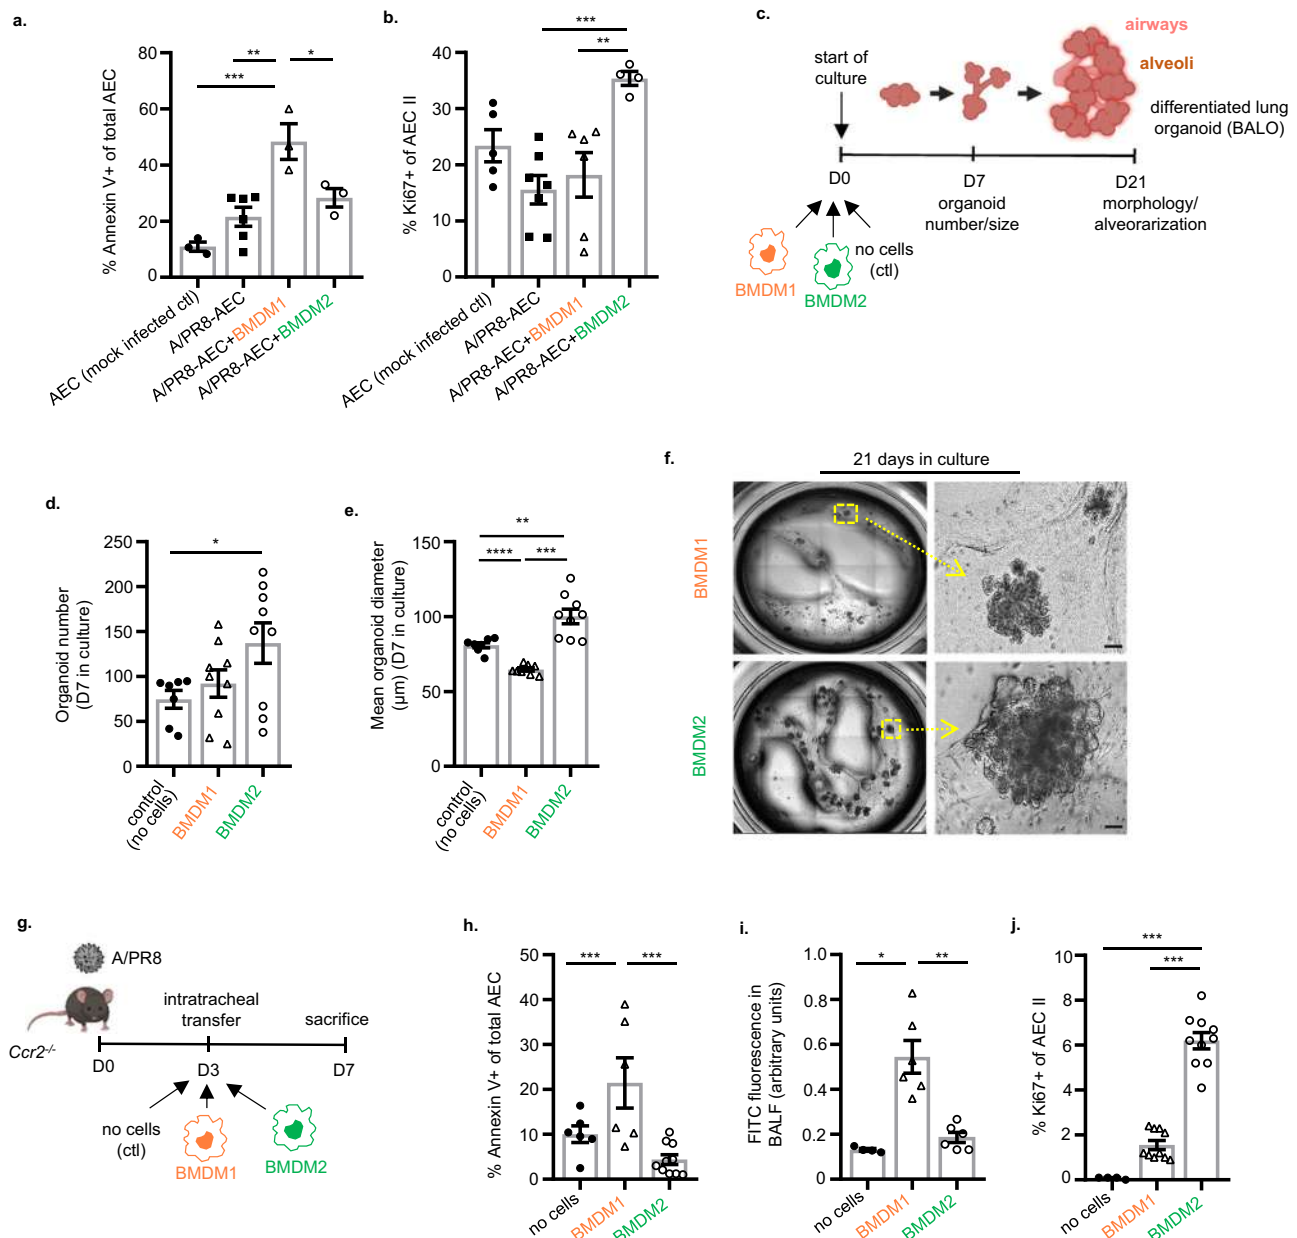 a.
% Annexin V+ of total AEC
80
60
40
20
0
***
**
*
AEC (mock infected ctl)
A/PR8-AEC
A/PR8-AEC+BMDM1
A/PR8-AEC+BMDM2
b.
% Ki67+ of AEC II
40
30
20
10
0
***
**
AEC (mock infected ctl)
A/PR8-AEC
A/PR8-AEC+BMDM1
A/PR8-AEC+BMDM2
c.
start of
culture
airways
alveoli
differentiated lung
organoid (BALO)
D0
D7
D21
organoid
number/size
morphology/
alveorarization
no cells
(ctl)
BMDM1
BMDM2
d.
Organoid number
(D7 in culture)
250
200
150
100
50
0
*
control
(no cells)
BMDM1
BMDM2
e.
Mean organoid diameter
(µm) (D7 in culture)
150
100
50
0
**
****
***
control
(no cells)
BMDM1
BMDM2
f.
21 days in culture
BMDM1
BMDM2
g.
A/PR8
Ccr2-/-
intratracheal
transfer
sacrifice
D0
D3
D7
no cells
(ctl)
BMDM1
BMDM2
h.
% Annexin V+ of total AEC
50
40
30
20
10
0
***
***
no cells
BMDM1
BMDM2
i.
FITC fluorescence in
BALF (arbitrary units)
1.0
0.8
0.6
0.4
0.2
0
*
**
no cells
BMDM1
BMDM2
j.
% Ki67+ of AEC II
10
8
6
4
2
0
***
***
no cells
BMDM1
BMDM2